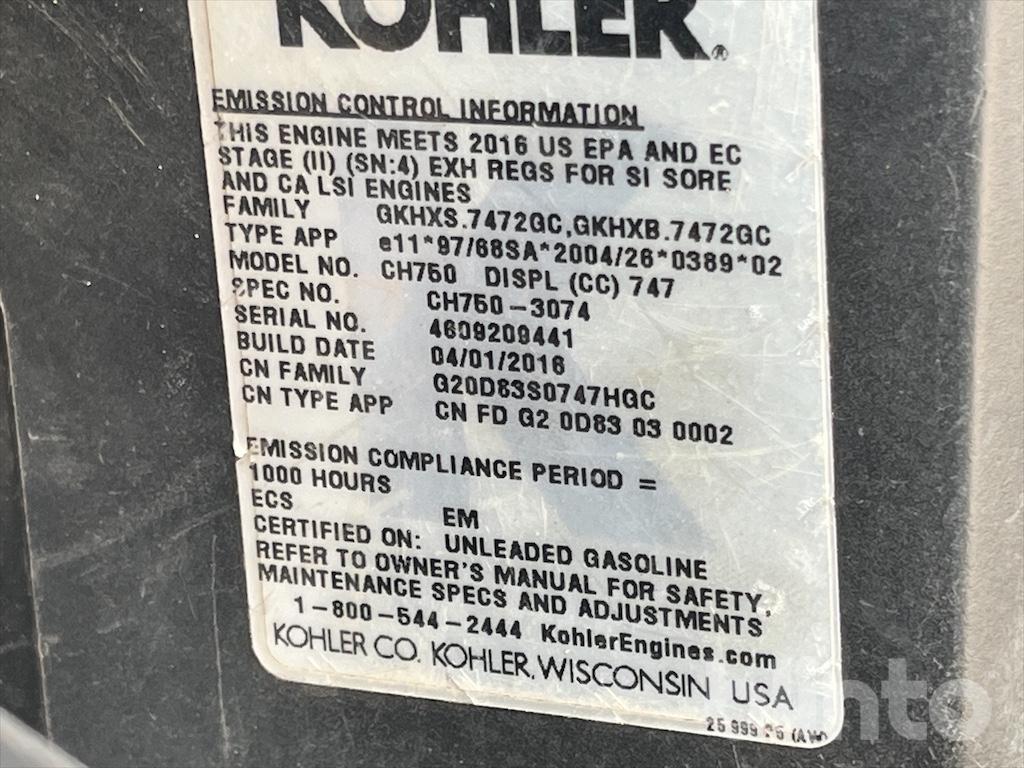 KOHLER®
EMISSION CONTROL INFORMATION
THIS ENGINE MEETS 2016 US EPA AND EC
STAGE (II) (SN:4) EXH REGS FOR SI SORE
AND CA LSI ENGINES
FAMILY GKHXS.7472GC,GKHXB.7472GC
TYPE APP e11*97/68SA*2004/26*0389*02
MODEL NO. CH750 DISPL (CC) 747
SPEC NO. CH750-3074
SERIAL NO. 4609209441
BUILD DATE 04/01/2016
CN FAMILY G20D83S0747HGC
CN TYPE APP CN FD G2 0D83 03 0002
EMISSION COMPLIANCE PERIOD =
1000 HOURS
ECS EM
CERTIFIED ON: UNLEADED GASOLINE
REFER TO OWNER'S MANUAL FOR SAFETY,
MAINTENANCE SPECS AND ADJUSTMENTS
1-800-544-2444 KohlerEngines.com
KOHLER CO. KOHLER, WISCONSIN USA
25 999